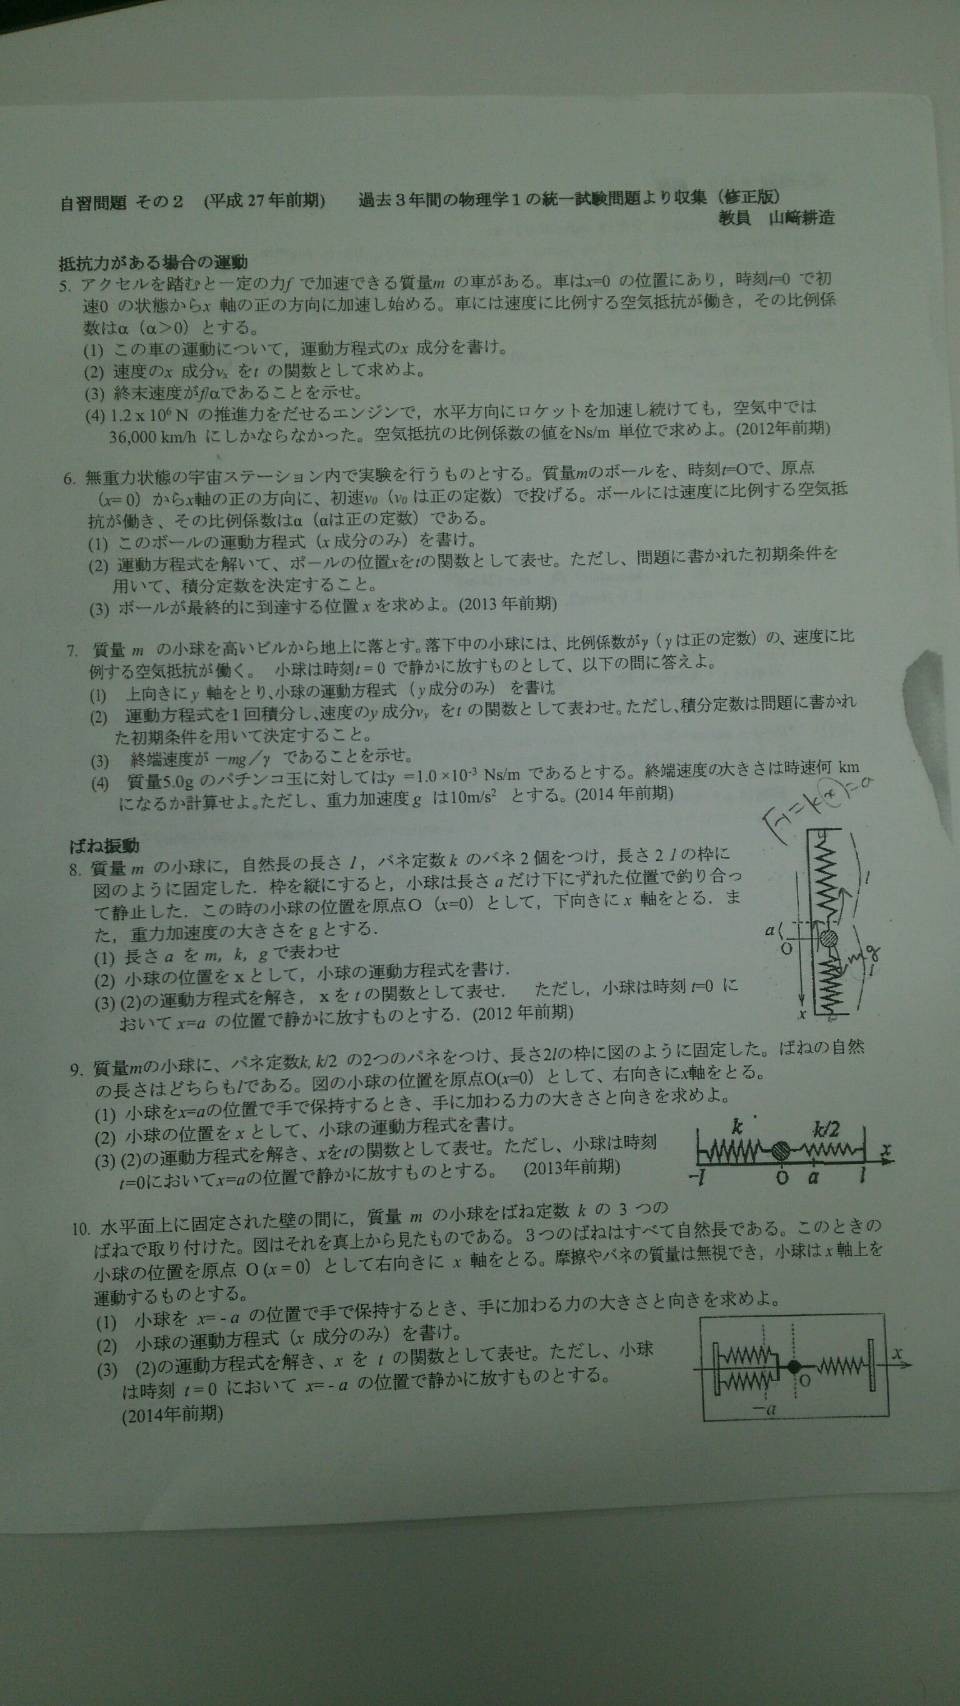 自習問題 その２ (平成 27 年前期) 過去３年間の物理学１の統一試験問題より収集（修正版）
教員 山﨑耕造
抵抗力がある場合の運動
5. アクセルを踏むと一定の力f で加速できる質量m の車がある。車はx=0 の位置にあり，時刻t=0 で初
速0 の状態からx 軸の正の方向に加速し始める。車には速度に比例する空気抵抗が働き，その比例係
数はα（α＞0）とする。
(1) この車の運動について，運動方程式のx 成分を書け。
(2) 速度のx 成分vx をt の関数として求めよ。
(3) 終末速度がf/αであることを示せ。
(4) 1.2 x 10⁶ N の推進力をだせるエンジンで，水平方向にロケットを加速し続けても，空気中では
36,000 km/h にしかならなかった。空気抵抗の比例係数の値をNs/m 単位で求めよ。(2012年前期)
6. 無重力状態の宇宙ステーション内で実験を行うものとする。質量mのボールを、時刻t=Oで、原点
（x= 0）からx軸の正の方向に、初速v₀（v₀ は正の定数）で投げる。ボールには速度に比例する空気抵
抗が働き、その比例係数はα（αは正の定数）である。
(1) このボールの運動方程式（x 成分のみ）を書け。
(2) 運動方程式を解いて、ボールの位置xをtの関数として表せ。ただし、問題に書かれた初期条件を
用いて、積分定数を決定すること。
(3) ボールが最終的に到達する位置 x を求めよ。(2013 年前期)
7. 質量 m の小球を高いビルから地上に落とす。落下中の小球には、比例係数がγ（γは正の定数）の、速度に比
例する空気抵抗が働く。 小球は時刻t = 0 で静かに放すものとして、以下の問に答えよ。
(1) 上向きに y 軸をとり、小球の運動方程式 （y 成分のみ） を書け。
(2) 運動方程式を1 回積分し、速度のy 成分vy をt の関数として表わせ。ただし、積分定数は問題に書かれ
た初期条件を用いて決定すること。
(3) 終端速度が －mg／γ であることを示せ。
(4) 質量5.0g のパチンコ玉に対してはγ =1.0 ×10⁻³ Ns/m であるとする。終端速度の大きさは時速何 km
になるか計算せよ。ただし、重力加速度 g は10m/s² とする。(2014 年前期)
ばね振動
8. 質量 m の小球に，自然長の長さ l，バネ定数 k のバネ 2 個をつけ，長さ 2 l の枠に
図のように固定した．枠を縦にすると，小球は長さ a だけ下にずれた位置で釣り合っ
て静止した．この時の小球の位置を原点O（x=0）として，下向きに x 軸をとる．ま
た，重力加速度の大きさを g とする．
(1) 長さ a を m, k, g で表わせ
(2) 小球の位置を x として，小球の運動方程式を書け．
(3) (2)の運動方程式を解き， x を t の関数として表せ． ただし，小球は時刻 t=0 に
おいて x=a の位置で静かに放すものとする．(2012 年前期)
a
O
x
l
mg
l
9. 質量mの小球に、バネ定数k, k/2 の2つのバネをつけ、長さ2lの枠に図のように固定した。ばねの自然
の長さはどちらもlである。図の小球の位置を原点O(x=0）として、右向きにx軸をとる。
(1) 小球をx=aの位置で手で保持するとき、手に加わる力の大きさと向きを求めよ。
(2) 小球の位置を x として、小球の運動方程式を書け。
(3) (2)の運動方程式を解き、xをtの関数として表せ。ただし、小球は時刻
t=0においてx=aの位置で静かに放すものとする。 (2013年前期)
k k/2
x
-l O a l
10. 水平面上に固定された壁の間に，質量 m の小球をばね定数 k の 3 つの
ばねで取り付けた。図はそれを真上から見たものである。３つのばねはすべて自然長である。このときの
小球の位置を原点 O (x = 0) として右向きに x 軸をとる。摩擦やバネの質量は無視でき，小球は x 軸上を
運動するものとする。
(1) 小球を x= - a の位置で手で保持するとき、手に加わる力の大きさと向きを求めよ。
(2) 小球の運動方程式（x 成分のみ）を書け。
(3) (2)の運動方程式を解き、x を t の関数として表せ。ただし、小球
は時刻 t = 0 において x= - a の位置で静かに放すものとする。
(2014年前期)
x
O
－a